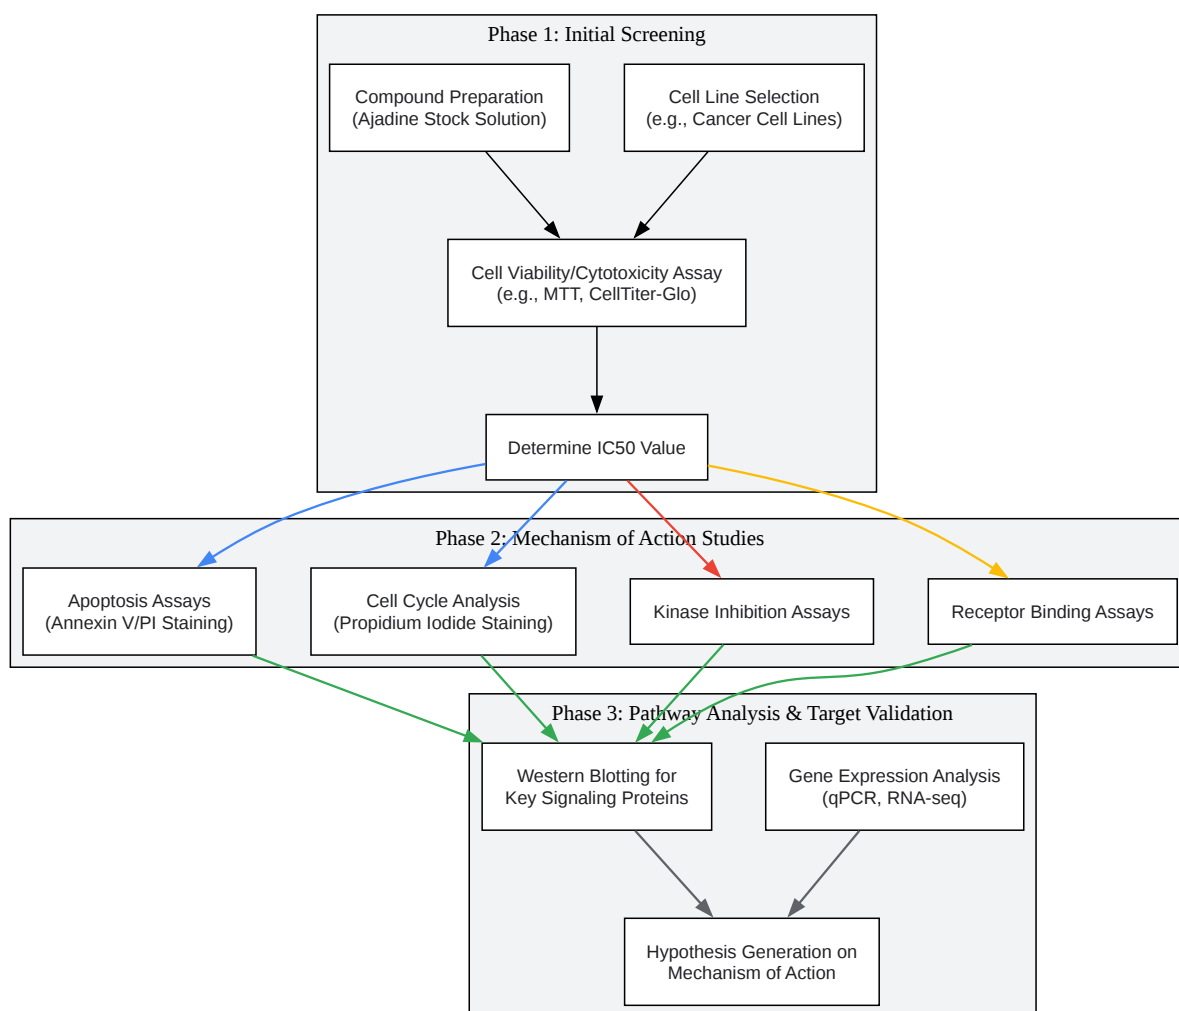 Phase 1: Initial Screening
Compound Preparation
(Ajadine Stock Solution)
Cell Line Selection
(e.g., Cancer Cell Lines)
Cell Viability/Cytotoxicity Assay
(e.g., MTT, CellTiter-Glo)
Determine IC50 Value
Phase 2: Mechanism of Action Studies
Apoptosis Assays
(Annexin V/PI Staining)
Cell Cycle Analysis
(Propidium Iodide Staining)
Kinase Inhibition Assays
Receptor Binding Assays
Phase 3: Pathway Analysis & Target Validation
Western Blotting for
Key Signaling Proteins
Gene Expression Analysis
(qPCR, RNA-seq)
Hypothesis Generation on
Mechanism of Action